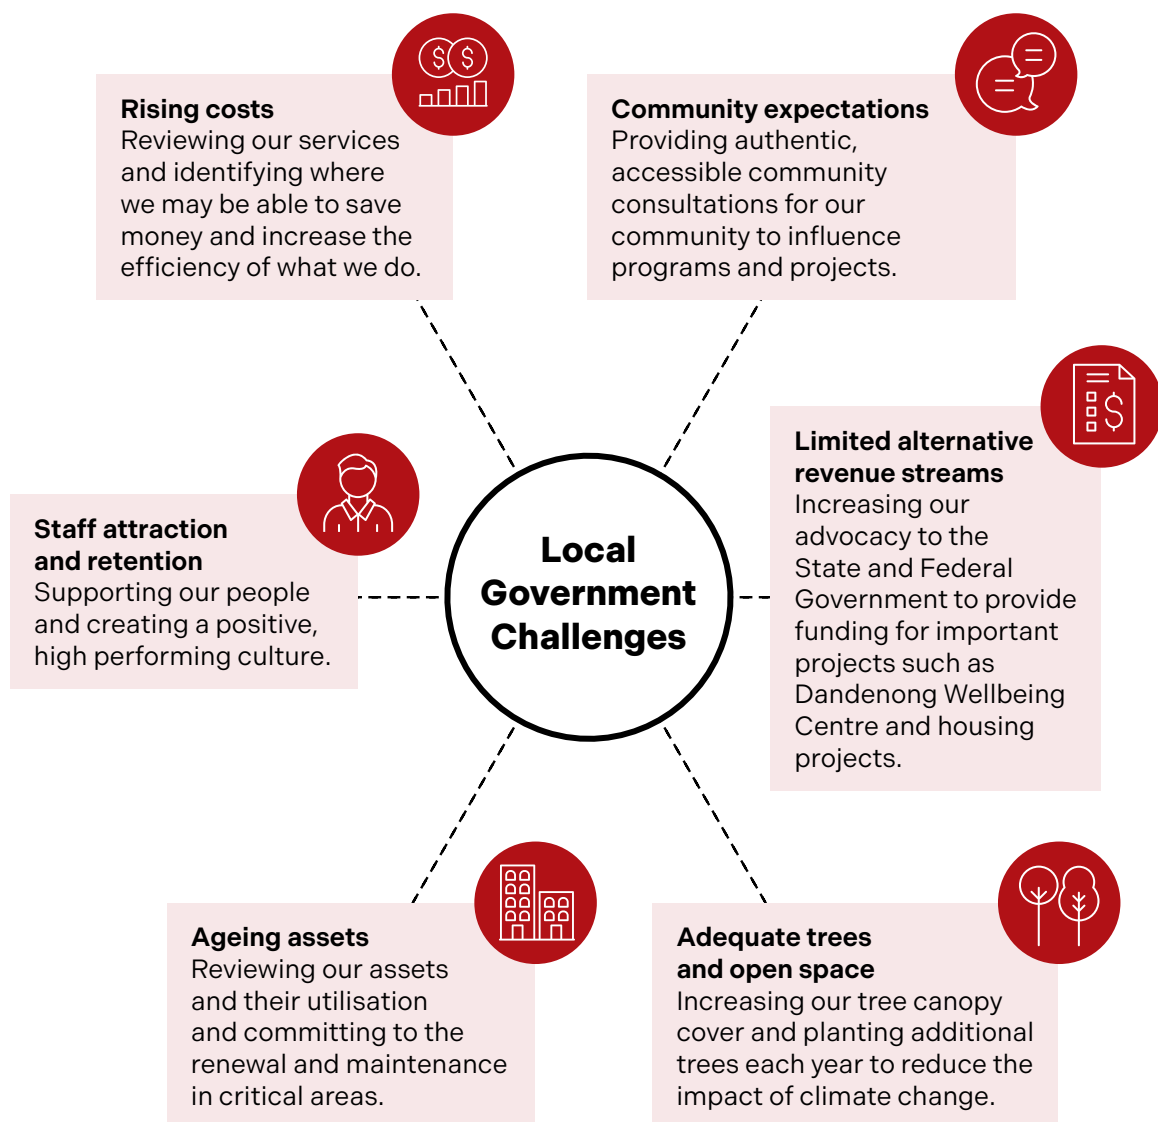 Rising costs
Reviewing our services
and identifying where
we may be able to save
money and increase the
efficiency of what we do.
Community expectations
Providing authentic,
accessible community
consultations for our
community to influence
programs and projects.
Limited alternative
revenue streams
Increasing our
advocacy to the
State and Federal
Government to provide
funding for important
projects such as
Dandenong Wellbeing
Centre and housing
projects.
Staff attraction
and retention
Supporting our people
and creating a positive,
high performing culture.
Local
Government
Challenges
Ageing assets
Reviewing our assets
and their utilisation
and committing to the
renewal and maintenance
in critical areas.
Adequate trees
and open space
Increasing our tree canopy
cover and planting additional
trees each year to reduce the
impact of climate change.